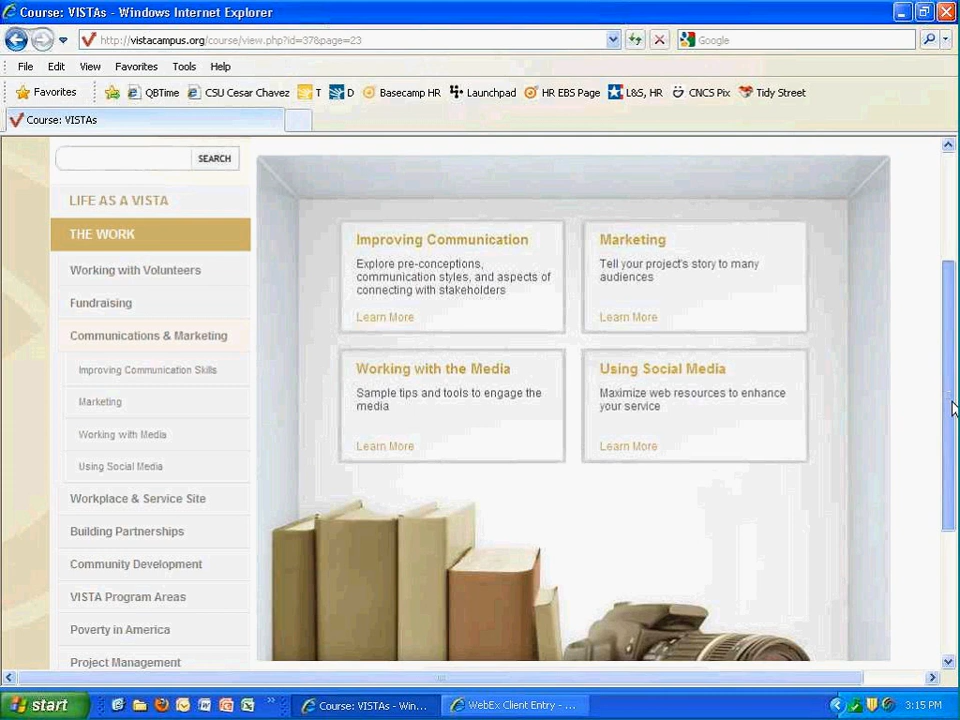 Course: VISTAs - Windows Internet Explorer
http://vistacampus.org/course/view.php?id=37&page=23
Google
File Edit View Favorites Tools Help
Favorites QBTime CSU Cesar Chavez T D Basecamp HR Launchpad HR EBS Page L&S, HR CNCS Pix Tidy Street
Course: VISTAs
SEARCH
LIFE AS A VISTA
THE WORK
Working with Volunteers
Fundraising
Communications & Marketing
Improving Communication Skills
Marketing
Working with Media
Using Social Media
Workplace & Service Site
Building Partnerships
Community Development
VISTA Program Areas
Poverty in America
Project Management
Improving Communication
Explore pre-conceptions,
communication styles, and aspects of
connecting with stakeholders
Learn More
Marketing
Tell your project's story to many
audiences
Learn More
Working with the Media
Sample tips and tools to engage the
media
Learn More
Using Social Media
Maximize web resources to enhance
your service
Learn More
start Course: VISTAs - Win... WebEx Client Entry - ... 3:15 PM